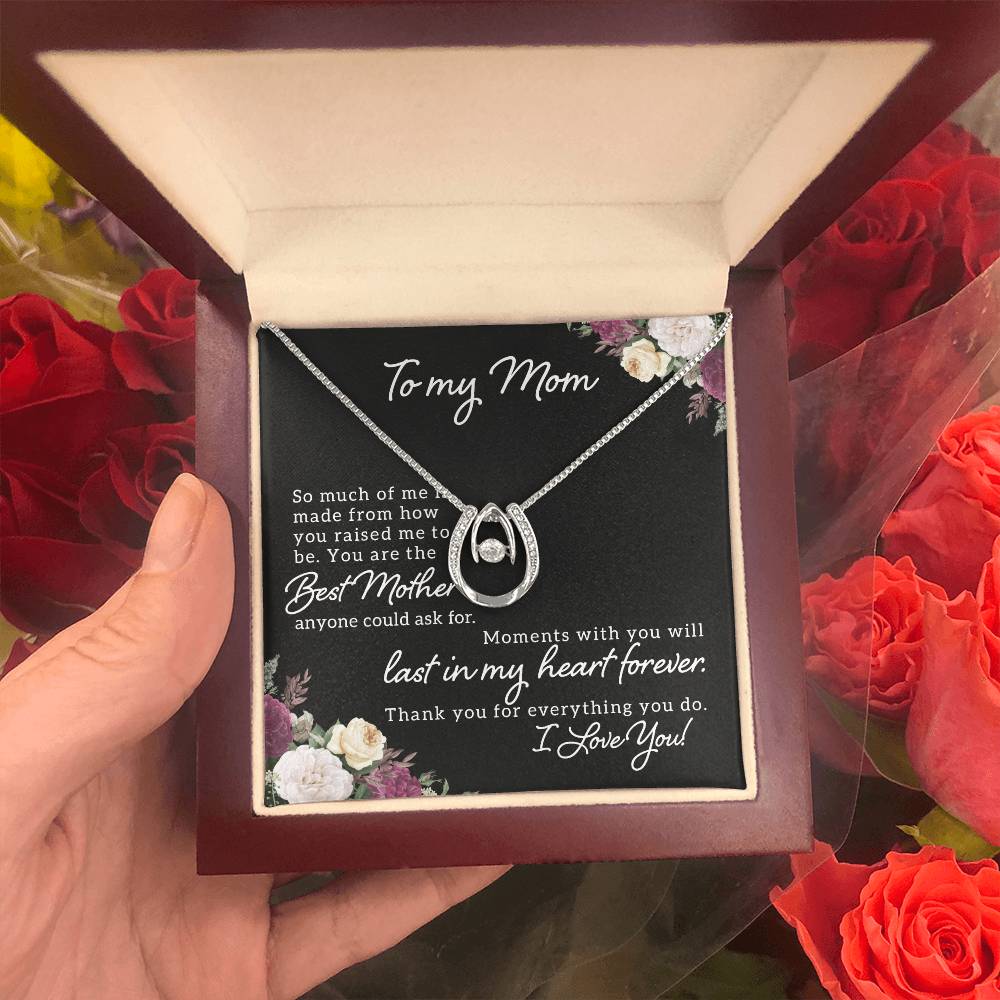 To my Mom
So much of me
made from how
you raised me to
be. You are the
Best Mother
anyone could ask for.
Moments with you will
last in my heart forever.
Thank you for everything you do.
I Love You!